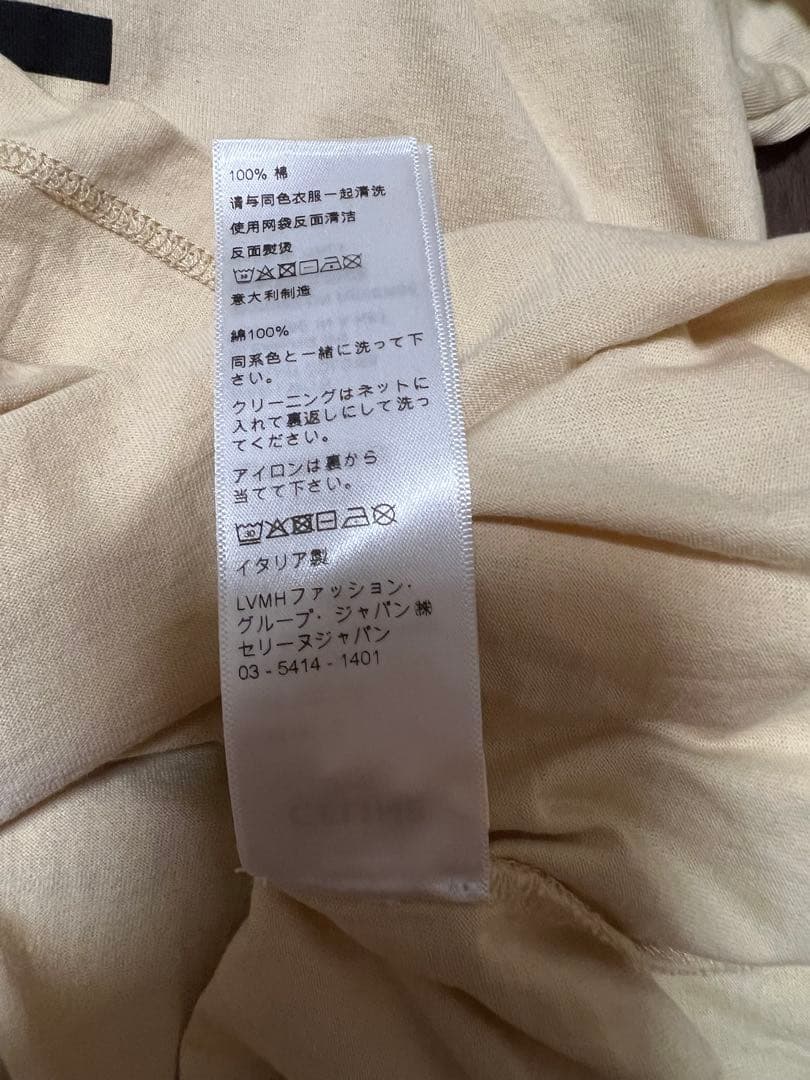 100% 棉
请与同色衣服一起清洗
使用网袋反面清洁
反面熨烫
意大利制造
綿100%
同系色と一緒に洗って下
さい。
クリーニングはネットに
入れて裏返しにして洗っ
てください。
アイロンは裏から
当てて下さい。
30
イタリア製
LVMHファッション·
グループ· ジャパン㈱
セリーヌジャパン
03 - 5414 - 1401